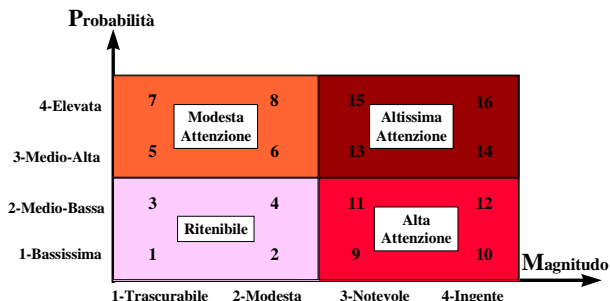 Probabilità
4-Elevata 7 8 15 16
Modesta Attenzione
Altissima Attenzione
3-Medio-Alta 5 6 13 14
2-Medio-Bassa 3 4 11 12
Ritenibile
Alta Attenzione
1-Bassissima 1 2 9 10
Magnitudo
1-Trascurabile 2-Modesta 3-Notevole 4-Ingente